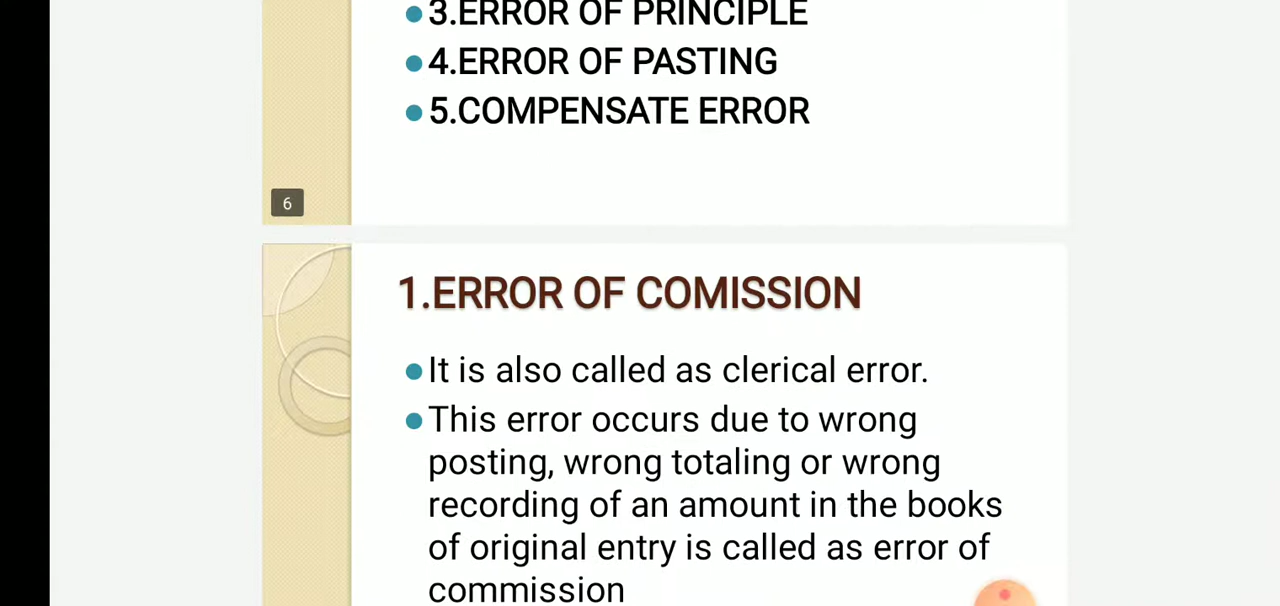 3.ERROR OF PRINCIPLE
4.ERROR OF PASTING
5.COMPENSATE ERROR
6
1.ERROR OF COMISSION
It is also called as clerical error.
This error occurs due to wrong
posting, wrong totaling or wrong
recording of an amount in the books
of original entry is called as error of
commission